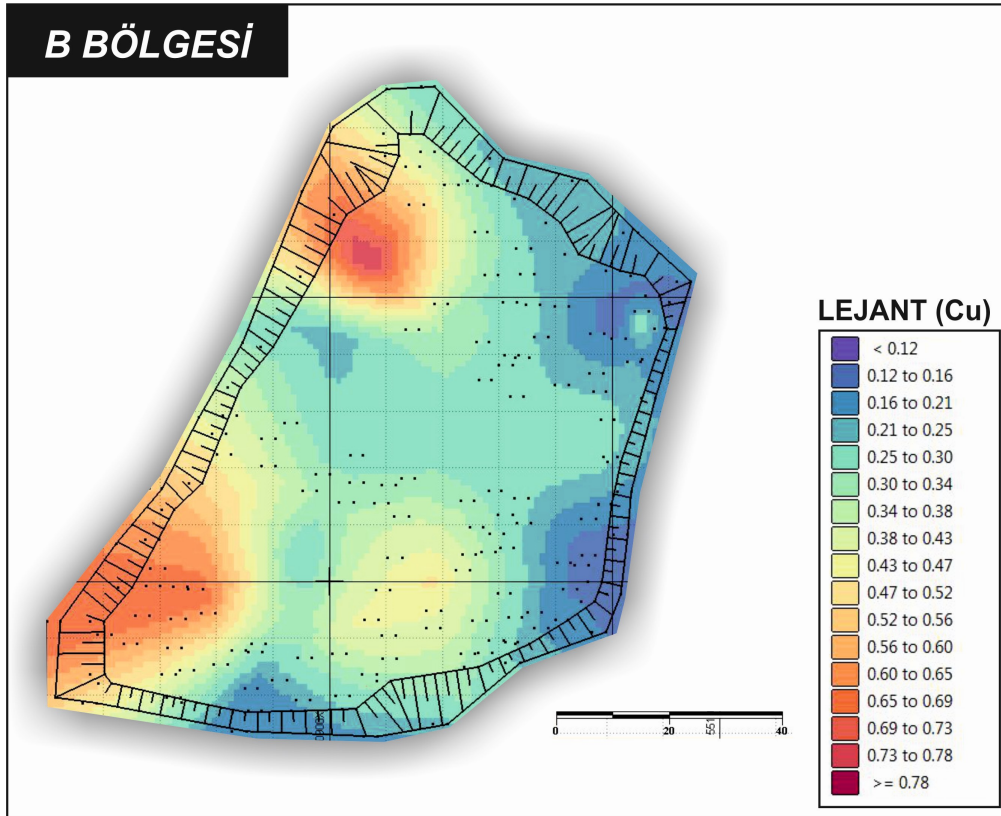 B BÖLGESİ
LEJANT (Cu)
< 0.12
0.12 to 0.16
0.16 to 0.21
0.21 to 0.25
0.25 to 0.30
0.30 to 0.34
0.34 to 0.38
0.38 to 0.43
0.43 to 0.47
0.47 to 0.52
0.52 to 0.56
0.56 to 0.60
0.60 to 0.65
0.65 to 0.69
0.69 to 0.73
0.73 to 0.78
>= 0.78
0 20 40
551